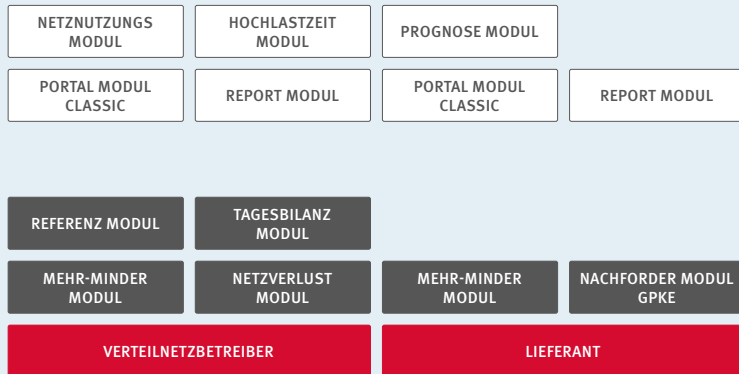 NETZNUTZUNGS
MODUL
HOCHLASTZEIT
MODUL
PROGNOSE MODUL
PORTAL MODUL
CLASSIC
REPORT MODUL
PORTAL MODUL
CLASSIC
REPORT MODUL
REFERENZ MODUL
TAGESBILANZ
MODUL
MEHR-MINDER
MODUL
NETZVERLUST
MODUL
MEHR-MINDER
MODUL
NACHFORDER MODUL
GPKE
VERTEILNETZBETREIBER
LIEFERANT